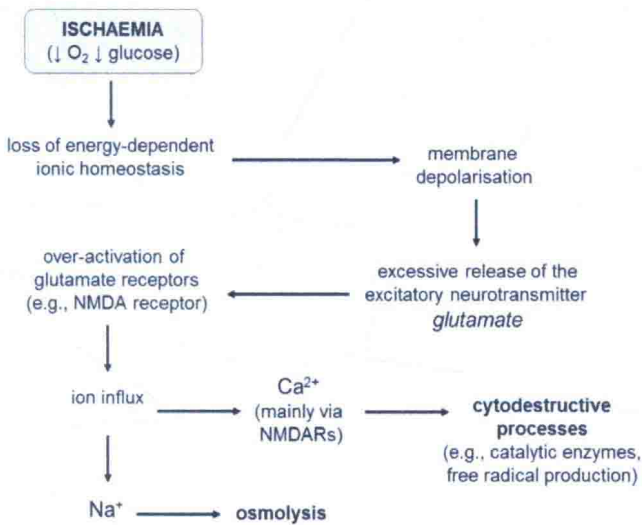 ISCHAEMIA
(↓ O₂ ↓ glucose)
loss of energy-dependent
ionic homeostasis
membrane
depolarisation
over-activation of
glutamate receptors
(e.g., NMDA receptor)
excessive release of the
excitatory neurotransmitter
glutamate
ion influx
Ca²⁺
(mainly via
NMDARs)
cytodestructive
processes
(e.g., catalytic enzymes,
free radical production)
Na⁺
osmolysis